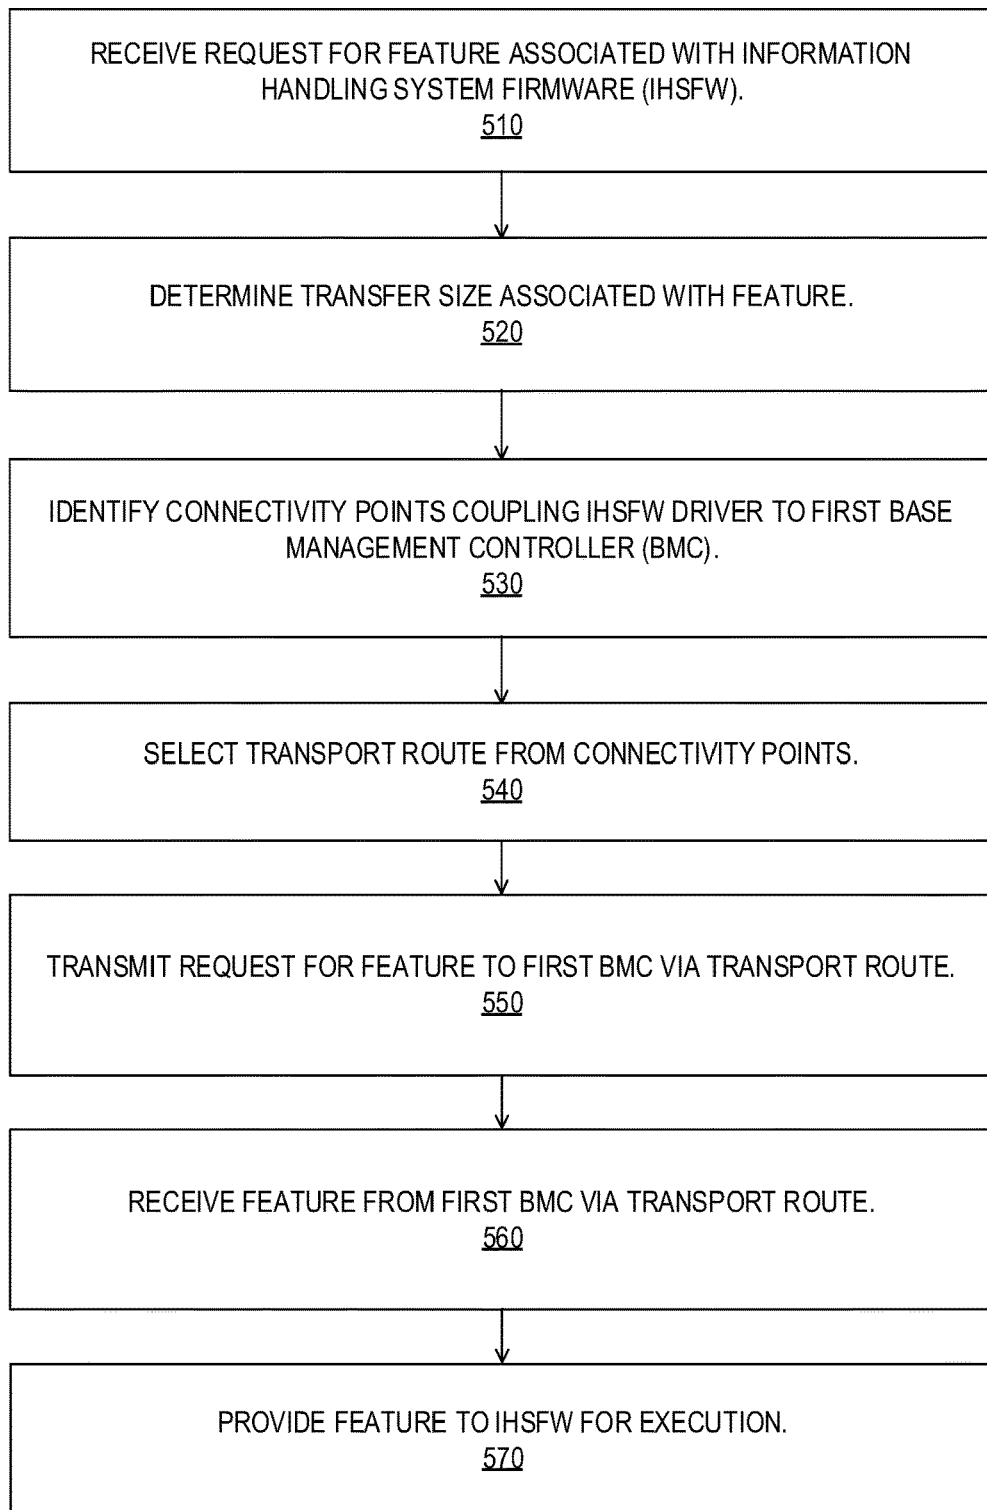 RECEIVE REQUEST FOR FEATURE ASSOCIATED WITH INFORMATION
HANDLING SYSTEM FIRMWARE (IHSFW).
510
DETERMINE TRANSFER SIZE ASSOCIATED WITH FEATURE.
520
IDENTIFY CONNECTIVITY POINTS COUPLING IHSFW DRIVER TO FIRST BASE
MANAGEMENT CONTROLLER (BMC).
530
SELECT TRANSPORT ROUTE FROM CONNECTIVITY POINTS.
540
TRANSMIT REQUEST FOR FEATURE TO FIRST BMC VIA TRANSPORT ROUTE.
550
RECEIVE FEATURE FROM FIRST BMC VIA TRANSPORT ROUTE.
560
PROVIDE FEATURE TO IHSFW FOR EXECUTION.
570